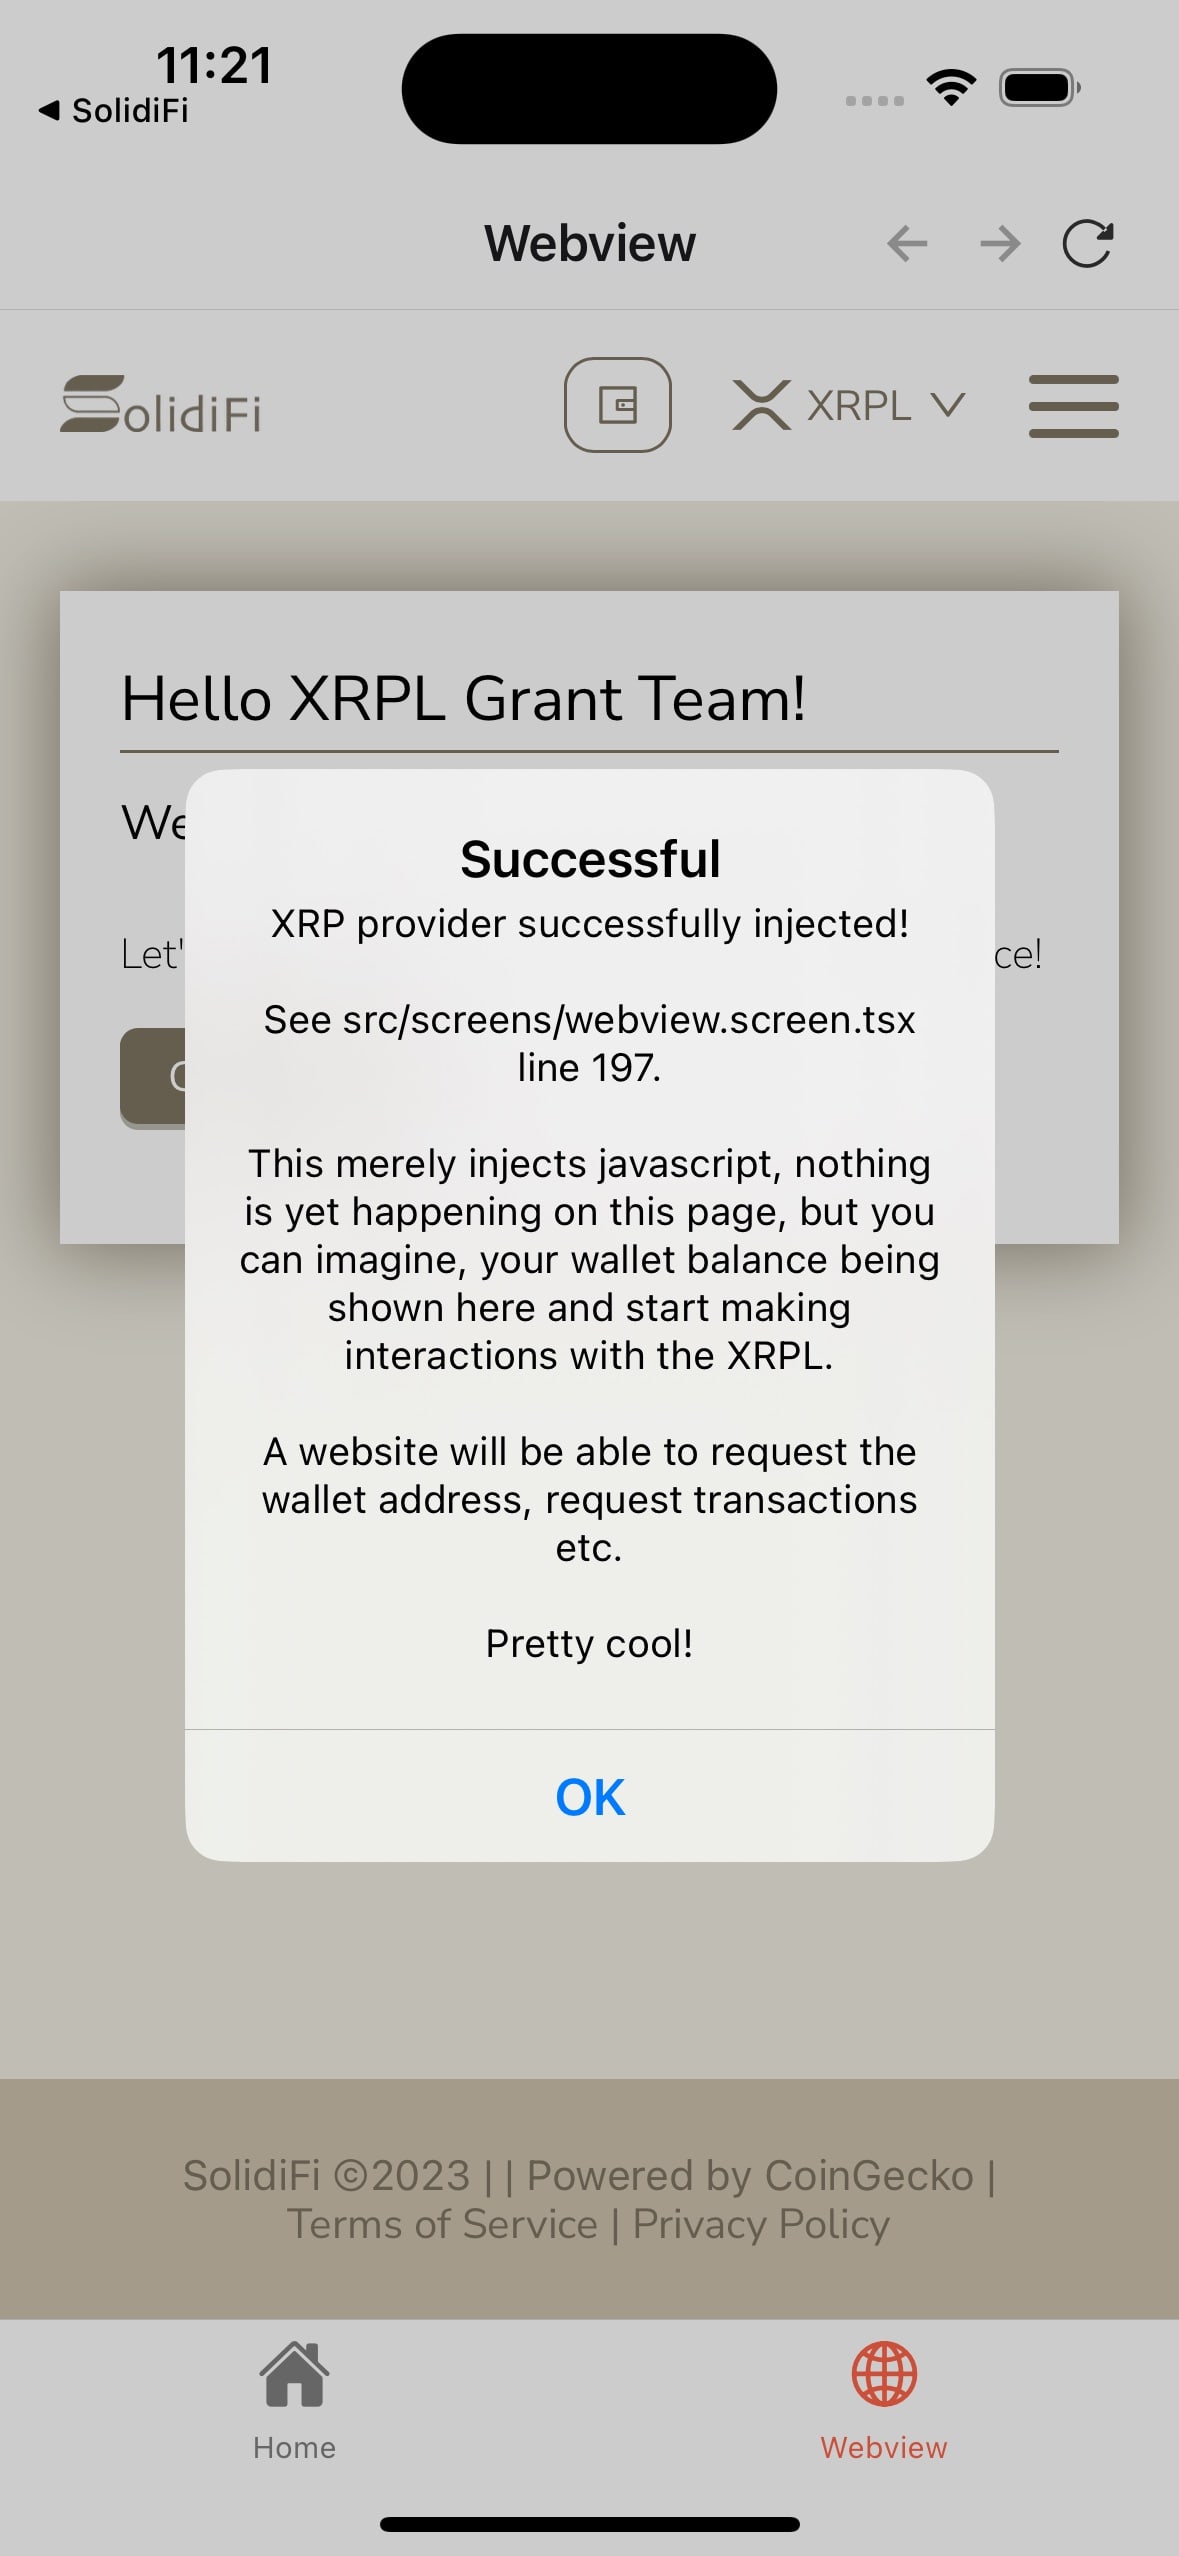 11:21
◀ SolidiFi
Webview
SolidiFi
XRPL
Hello XRPL Grant Team!
Successful
XRP provider successfully injected!
See src/screens/webview.screen.tsx
line 197.
This merely injects javascript, nothing
is yet happening on this page, but you
can imagine, your wallet balance being
shown here and start making
interactions with the XRPL.
A website will be able to request the
wallet address, request transactions
etc.
Pretty cool!
OK
SolidiFi ©2023 | | Powered by CoinGecko |
Terms of Service | Privacy Policy
Home
Webview